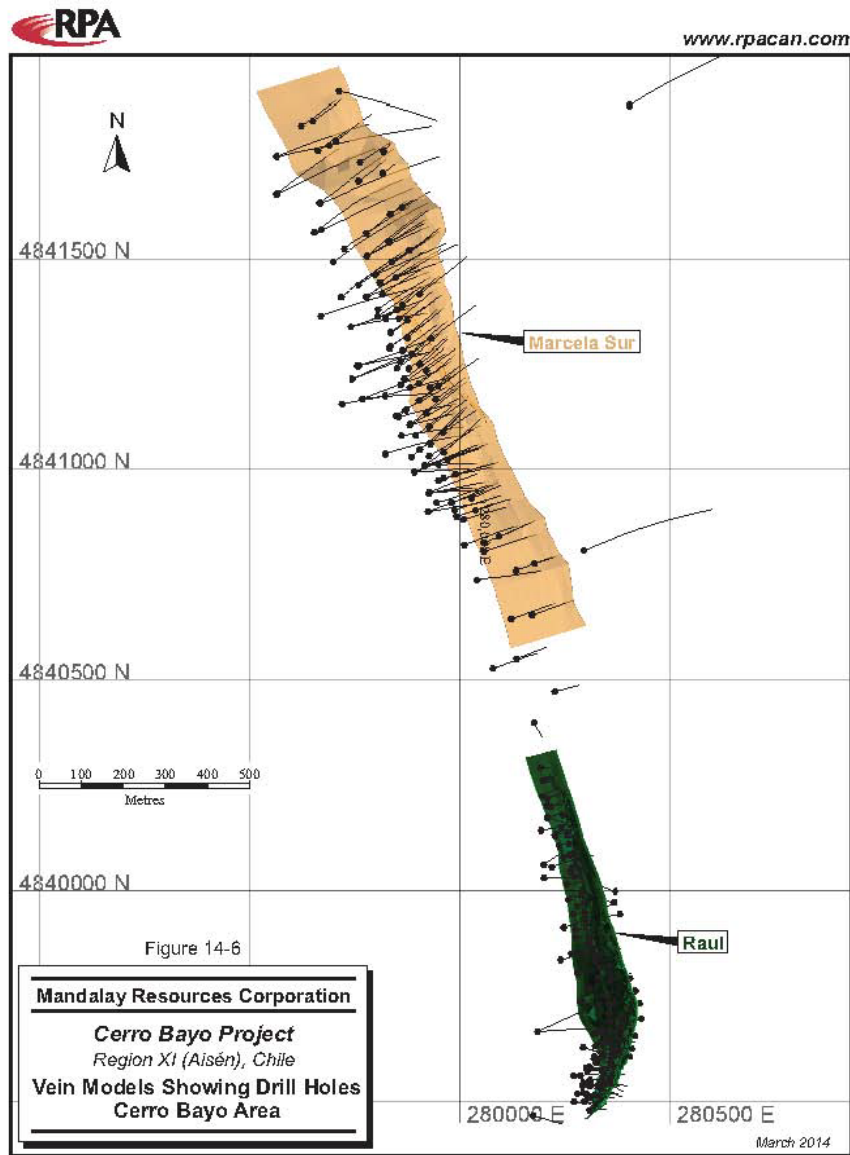 RPA
www.rpacan.com
N
4841500 N
Marcela Sur
4841000 N
4840500 N
0 100 200 300 400 500
Metres
4840000 N
Raul
Figure 14-6
Mandalay Resources Corporation
Cerro Bayo Project
Region XI (Aisén), Chile
Vein Models Showing Drill Holes
Cerro Bayo Area
280000 E
280500 E
March 2014